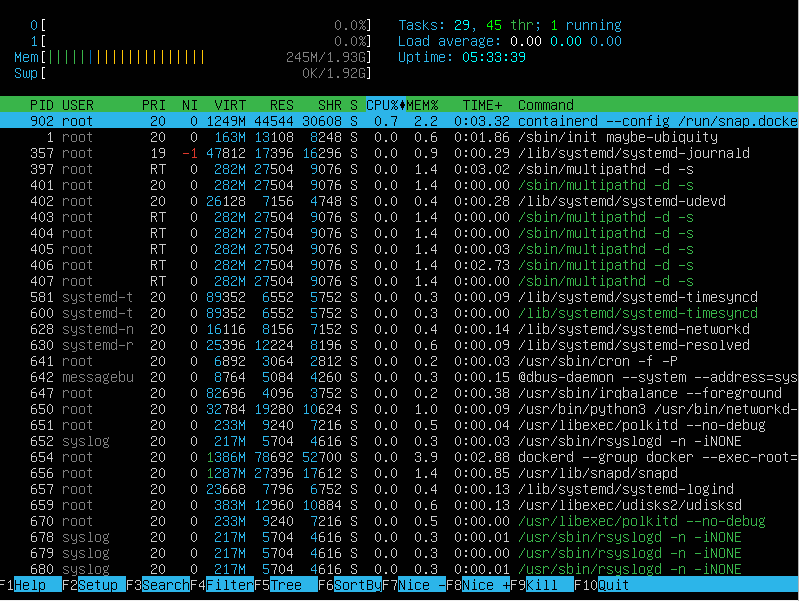 0[ 0.0%] Tasks: 29, 45 thr; 1 running
1[ 0.0%] Load average: 0.00 0.00 0.00
Mem[||||||||||||||||||||245M/1.93G] Uptime: 05:33:39
Swp[ 0K/1.92G]
PID USER PRI NI VIRT RES SHR S CPU%♦MEM% TIME+ Command
902 root 20 0 1249M 44544 30608 S 0.7 2.2 0:03.32 containerd --config /run/snap.docke
1 root 20 0 163M 13108 8248 S 0.0 0.6 0:01.86 /sbin/init maybe-ubiquity
357 root 19 -1 47812 17396 16296 S 0.0 0.9 0:00.29 /lib/systemd/systemd-journald
397 root RT 0 282M 27504 9076 S 0.0 1.4 0:03.02 /sbin/multipathd -d -s
401 root 20 0 282M 27504 9076 S 0.0 1.4 0:00.00 /sbin/multipathd -d -s
402 root 20 0 26128 7156 4748 S 0.0 0.4 0:00.28 /lib/systemd/systemd-udevd
403 root RT 0 282M 27504 9076 S 0.0 1.4 0:00.00 /sbin/multipathd -d -s
404 root RT 0 282M 27504 9076 S 0.0 1.4 0:00.00 /sbin/multipathd -d -s
405 root RT 0 282M 27504 9076 S 0.0 1.4 0:00.03 /sbin/multipathd -d -s
406 root RT 0 282M 27504 9076 S 0.0 1.4 0:02.73 /sbin/multipathd -d -s
407 root RT 0 282M 27504 9076 S 0.0 1.4 0:00.00 /sbin/multipathd -d -s
581 systemd-t 20 0 89352 6552 5752 S 0.0 0.3 0:00.09 /lib/systemd/systemd-timesyncd
600 systemd-t 20 0 89352 6552 5752 S 0.0 0.3 0:00.00 /lib/systemd/systemd-timesyncd
628 systemd-n 20 0 16116 8156 7152 S 0.0 0.4 0:00.14 /lib/systemd/systemd-networkd
630 systemd-r 20 0 25396 12224 8196 S 0.0 0.6 0:00.09 /lib/systemd/systemd-resolved
641 root 20 0 6892 3064 2812 S 0.0 0.2 0:00.03 /usr/sbin/cron -f -P
642 messagebu 20 0 8764 5084 4260 S 0.0 0.3 0:00.15 @dbus-daemon --system --address=sys
647 root 20 0 82696 4096 3752 S 0.0 0.2 0:00.38 /usr/sbin/irqbalance --foreground
650 root 20 0 32784 19280 10624 S 0.0 1.0 0:00.09 /usr/bin/python3 /usr/bin/networkd-
651 root 20 0 233M 9240 7216 S 0.0 0.5 0:00.04 /usr/libexec/polkitd --no-debug
652 syslog 20 0 217M 5704 4616 S 0.0 0.3 0:00.03 /usr/sbin/rsyslogd -n -iNONE
654 root 20 0 1386M 78692 52700 S 0.0 3.9 0:02.88 dockerd --group docker --exec-root=
656 root 20 0 1287M 27396 17612 S 0.0 1.4 0:00.85 /usr/lib/snapd/snapd
657 root 20 0 23668 7796 6752 S 0.0 0.4 0:00.13 /lib/systemd/systemd-logind
659 root 20 0 383M 12960 10884 S 0.0 0.6 0:00.13 /usr/libexec/udisks2/udisksd
670 root 20 0 233M 9240 7216 S 0.0 0.5 0:00.00 /usr/libexec/polkitd --no-debug
678 syslog 20 0 217M 5704 4616 S 0.0 0.3 0:00.01 /usr/sbin/rsyslogd -n -iNONE
679 syslog 20 0 217M 5704 4616 S 0.0 0.3 0:00.00 /usr/sbin/rsyslogd -n -iNONE
680 syslog 20 0 217M 5704 4616 S 0.0 0.3 0:00.01 /usr/sbin/rsyslogd -n -iNONE
F1Help F2Setup F3SearchF4FilterF5Tree F6SortByF7Nice -F8Nice +F9Kill F10Quit